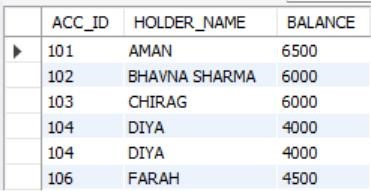 ACC_ID HOLDER_NAME BALANCE
101 AMAN 6500
102 BHAVNA SHARMA 6000
103 CHIRAG 6000
104 DIYA 4000
104 DIYA 4000
106 FARAH 4500